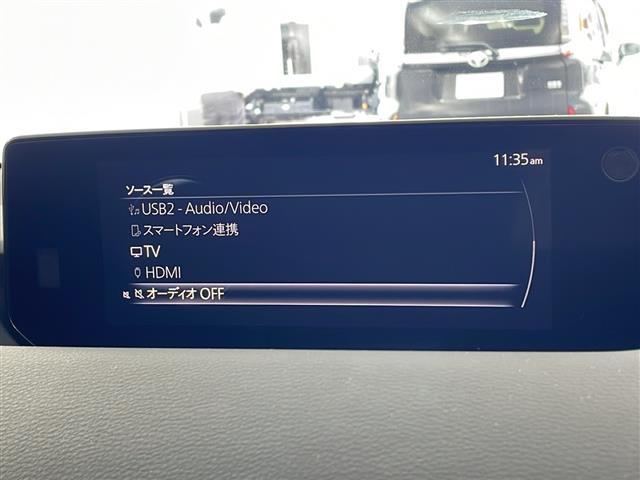 11:35am
ソース一覧
USB2 - Audio/Video
スマートフォン連携
TV
HDMI
オーディオ OFF